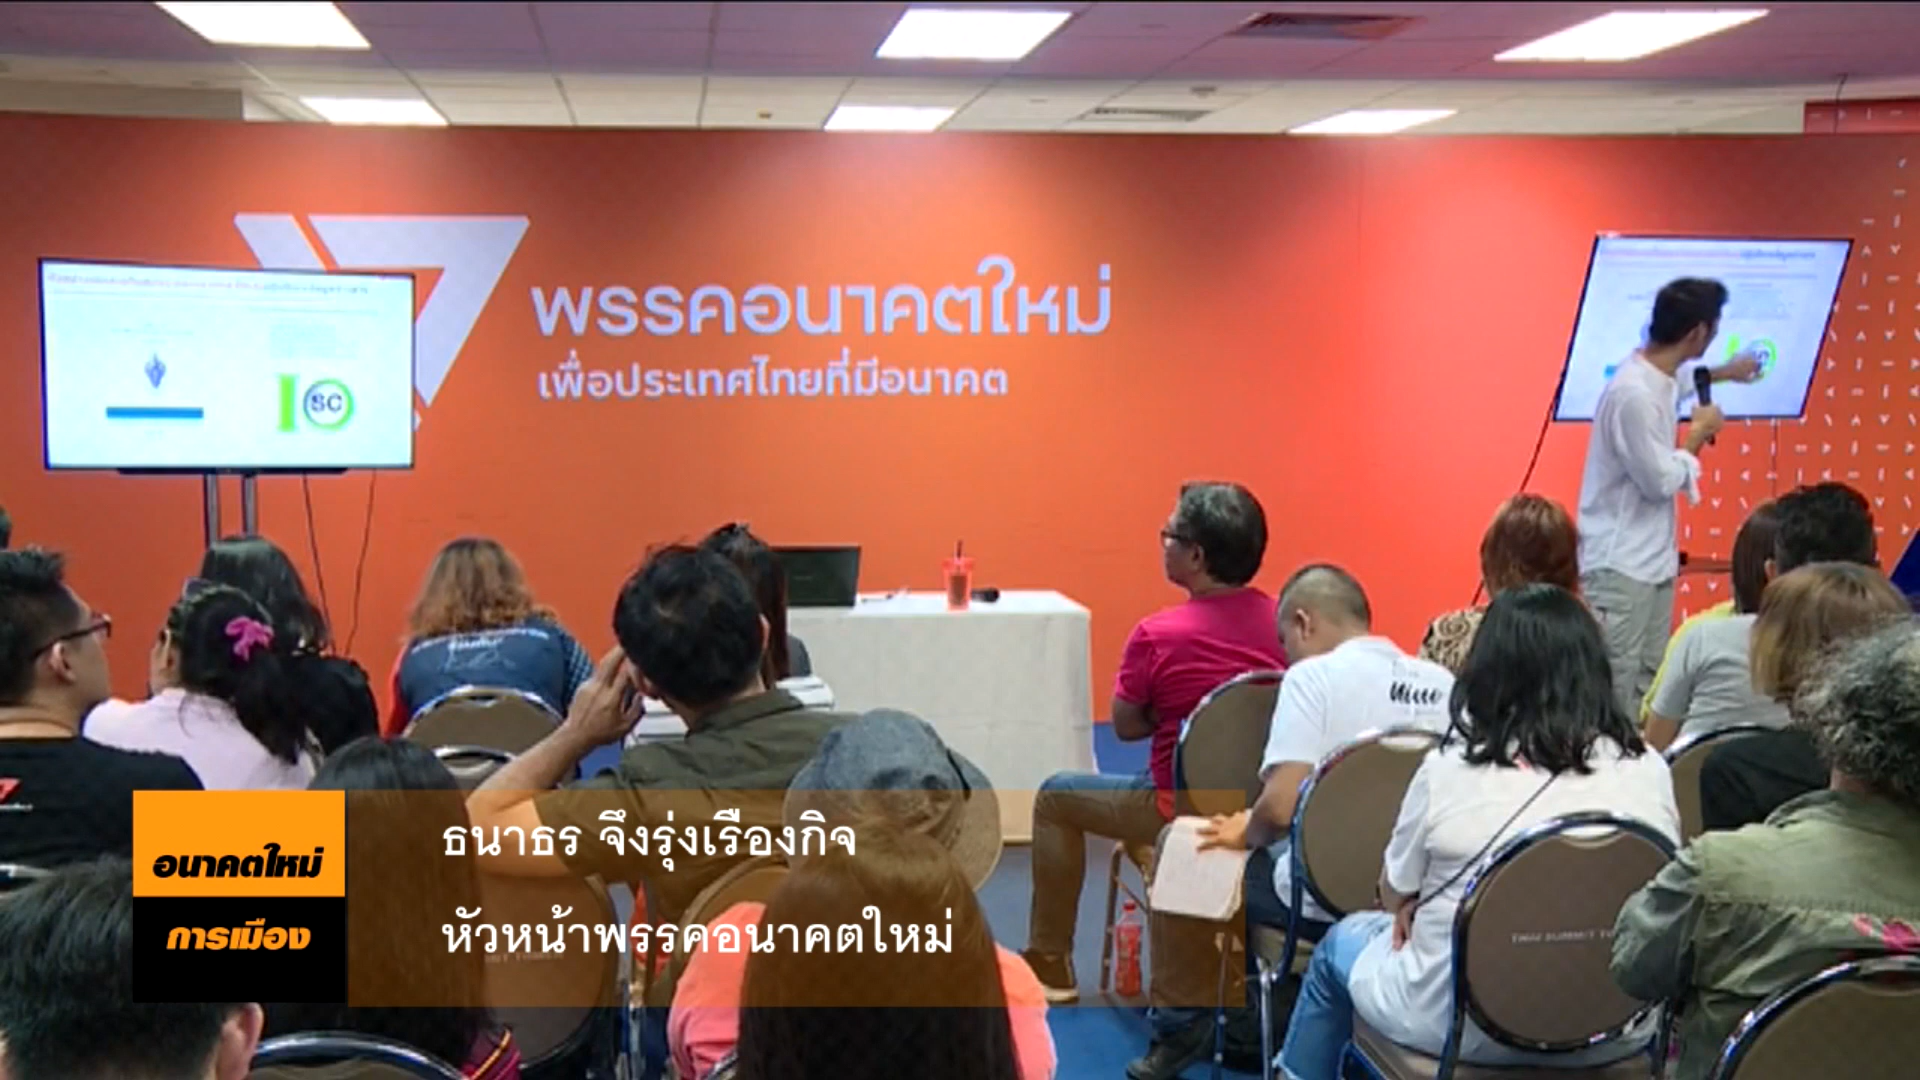 พรรคอนาคตใหม่
เพื่อประเทศไทยที่มีอนาคต
SC
THAI SUMMIT TO
อนาคตใหม่
การเมือง
ธนาธร จึงรุ่งเรืองกิจ
หัวหน้าพรรคอนาคตใหม่